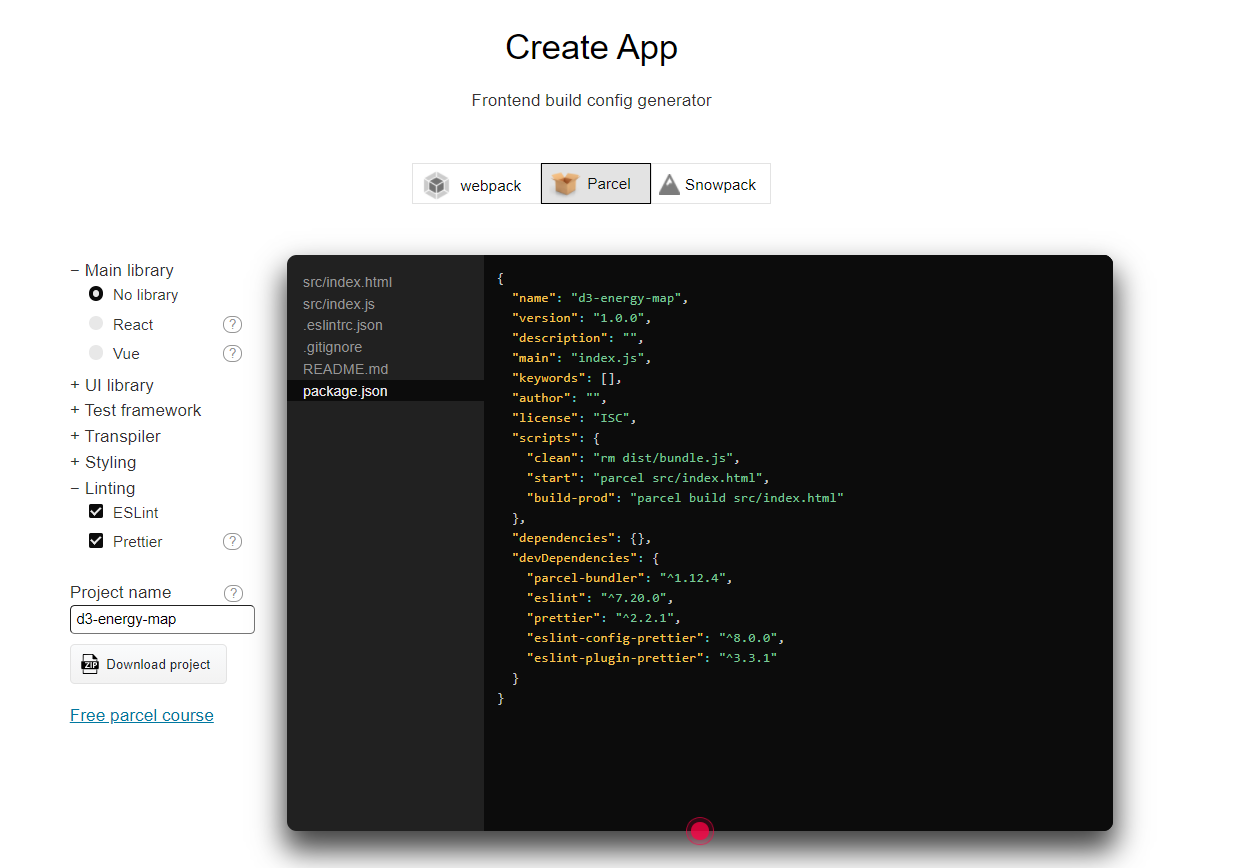 Create App
Frontend build config generator
webpack
Parcel
Snowpack
– Main library
No library
React ?
Vue ?
+ UI library
+ Test framework
+ Transpiler
+ Styling
– Linting
ESLint
Prettier ?
Project name ?
d3-energy-map
ZIP Download project
Free parcel course
src/index.html
src/index.js
.eslintrc.json
.gitignore
README.md
package.json
{
"name": "d3-energy-map",
"version": "1.0.0",
"description": "",
"main": "index.js",
"keywords": [],
"author": "",
"license": "ISC",
"scripts": {
"clean": "rm dist/bundle.js",
"start": "parcel src/index.html",
"build-prod": "parcel build src/index.html"
},
"dependencies": {},
"devDependencies": {
"parcel-bundler": "^1.12.4",
"eslint": "^7.20.0",
"prettier": "^2.2.1",
"eslint-config-prettier": "^8.0.0",
"eslint-plugin-prettier": "^3.3.1"
}
}